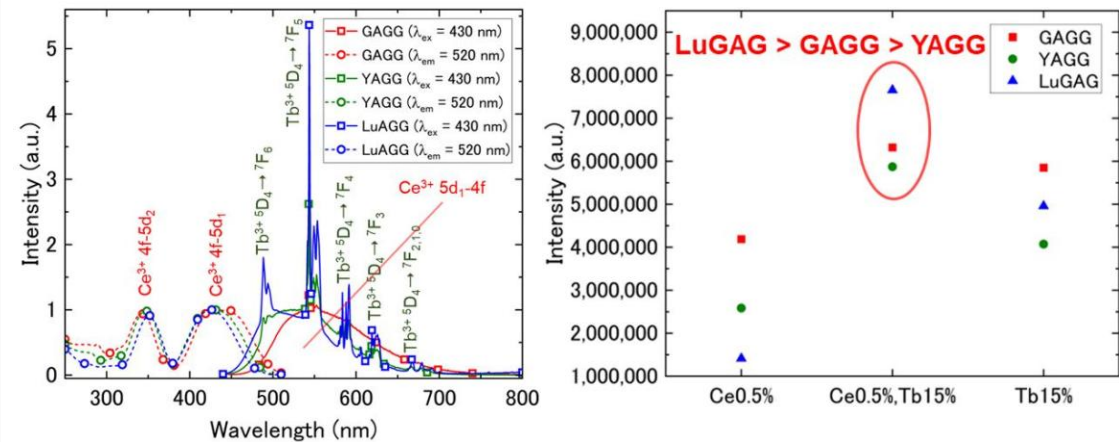 Intensity (a.u.)
5
4
3
2
1
0
300
400
500
600
700
800
Wavelength (nm)
GAGG (λex = 430 nm)
GAGG (λem = 520 nm)
YAGG (λex = 430 nm)
YAGG (λem = 520 nm)
LuAGG (λex = 430 nm)
LuAGG (λem = 520 nm)
Ce³⁺ 4f-5d₂
Ce³⁺ 4f-5d₁
Tb³⁺ ⁵D₄→ ⁷F₆
Tb³⁺ ⁵D₄→ ⁷F₅
Tb³⁺ ⁵D₄→ ⁷F₄
Tb³⁺ ⁵D₄→ ⁷F₃
Tb³⁺ ⁵D₄→ ⁷F₂,₁,₀
Ce³⁺ 5d₁-4f
Intensity (a.u.)
9,000,000
8,000,000
7,000,000
6,000,000
5,000,000
4,000,000
3,000,000
2,000,000
1,000,000
LuGAG > GAGG > YAGG
GAGG
YAGG
LuGAG
Ce0.5%
Ce0.5%,Tb15%
Tb15%